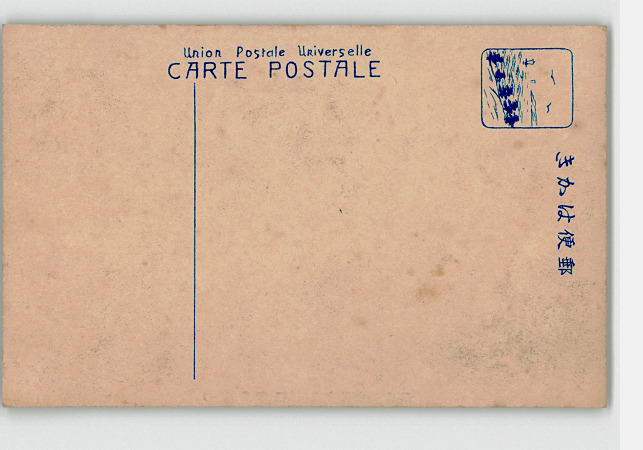 Union Postale Universelle
CARTE POSTALE
きかは便郵